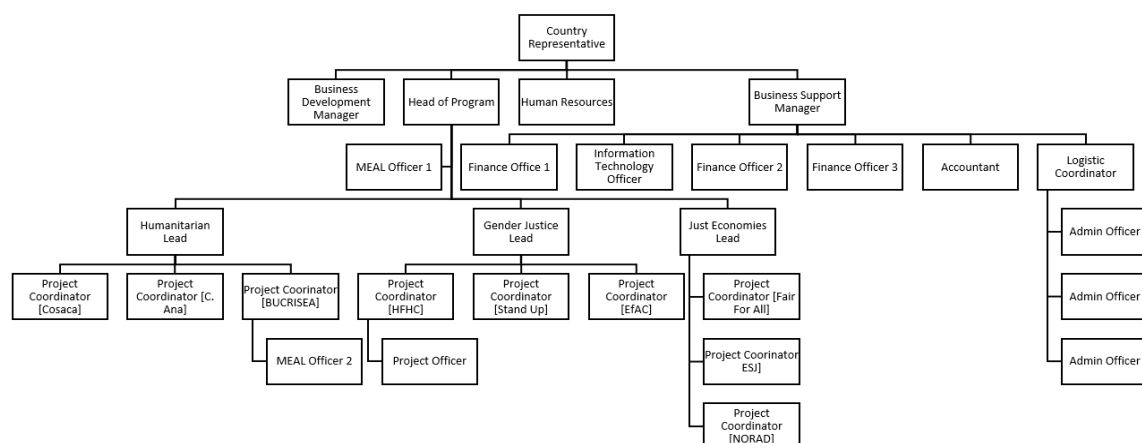 Country
Representative
Business
Development
Manager
Head of Program
Human Resources
Business Support
Manager
MEAL Officer 1
Finance Office 1
Information
Technology
Officer
Finance Officer 2
Finance Officer 3
Accountant
Logistic
Coordinator
Humanitarian
Lead
Gender Justice
Lead
Just Economies
Lead
Admin Officer
Project
Coordinator
[Cosaca]
Project
Coordinator [C.
Ana]
Project Coorinator
[BUCRISEA]
Project
Coordinator
[HFHC]
Project
Coordinator
[Stand Up]
Project
Coordinator
[EfAC]
Project
Coordinator [Fair
For All]
Admin Officer
MEAL Officer 2
Project Officer
Project Coorinator
ESJ]
Admin Officer
Project
Coordinator
[NORAD]